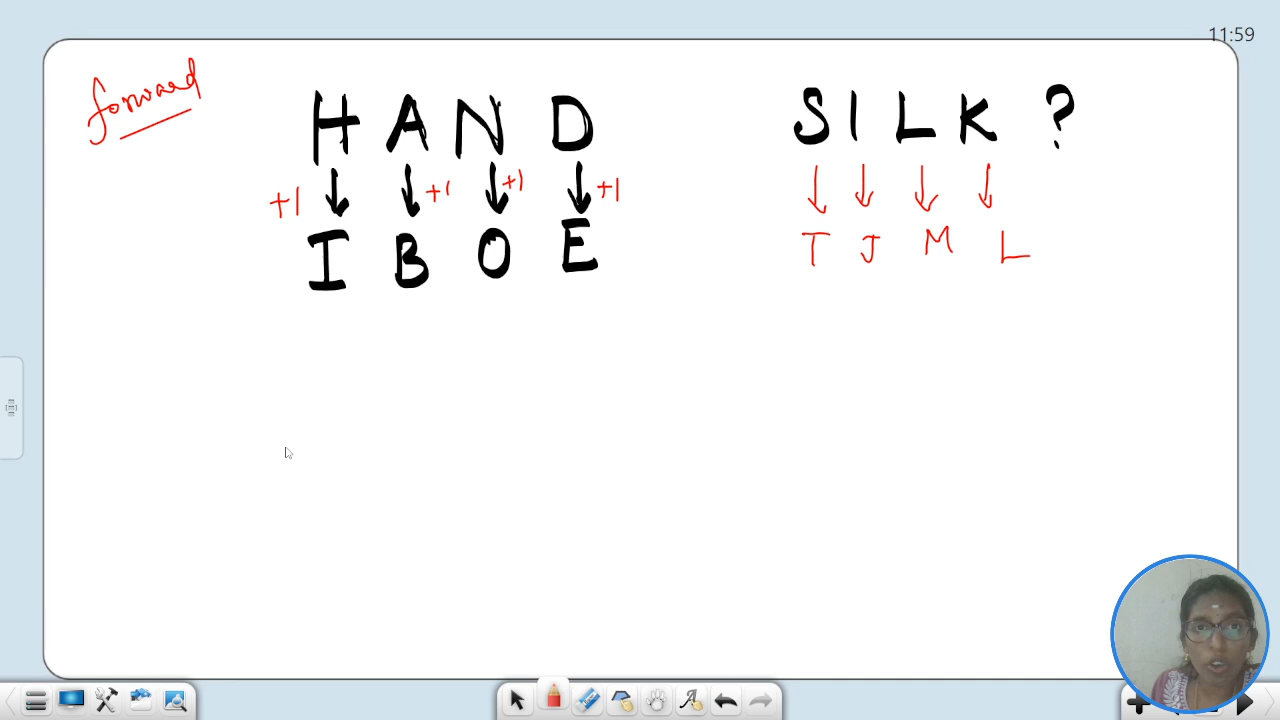 11:59
forward
H A N D
S I L K ?
+1 +1 +1 +1
I B O E
T J M L